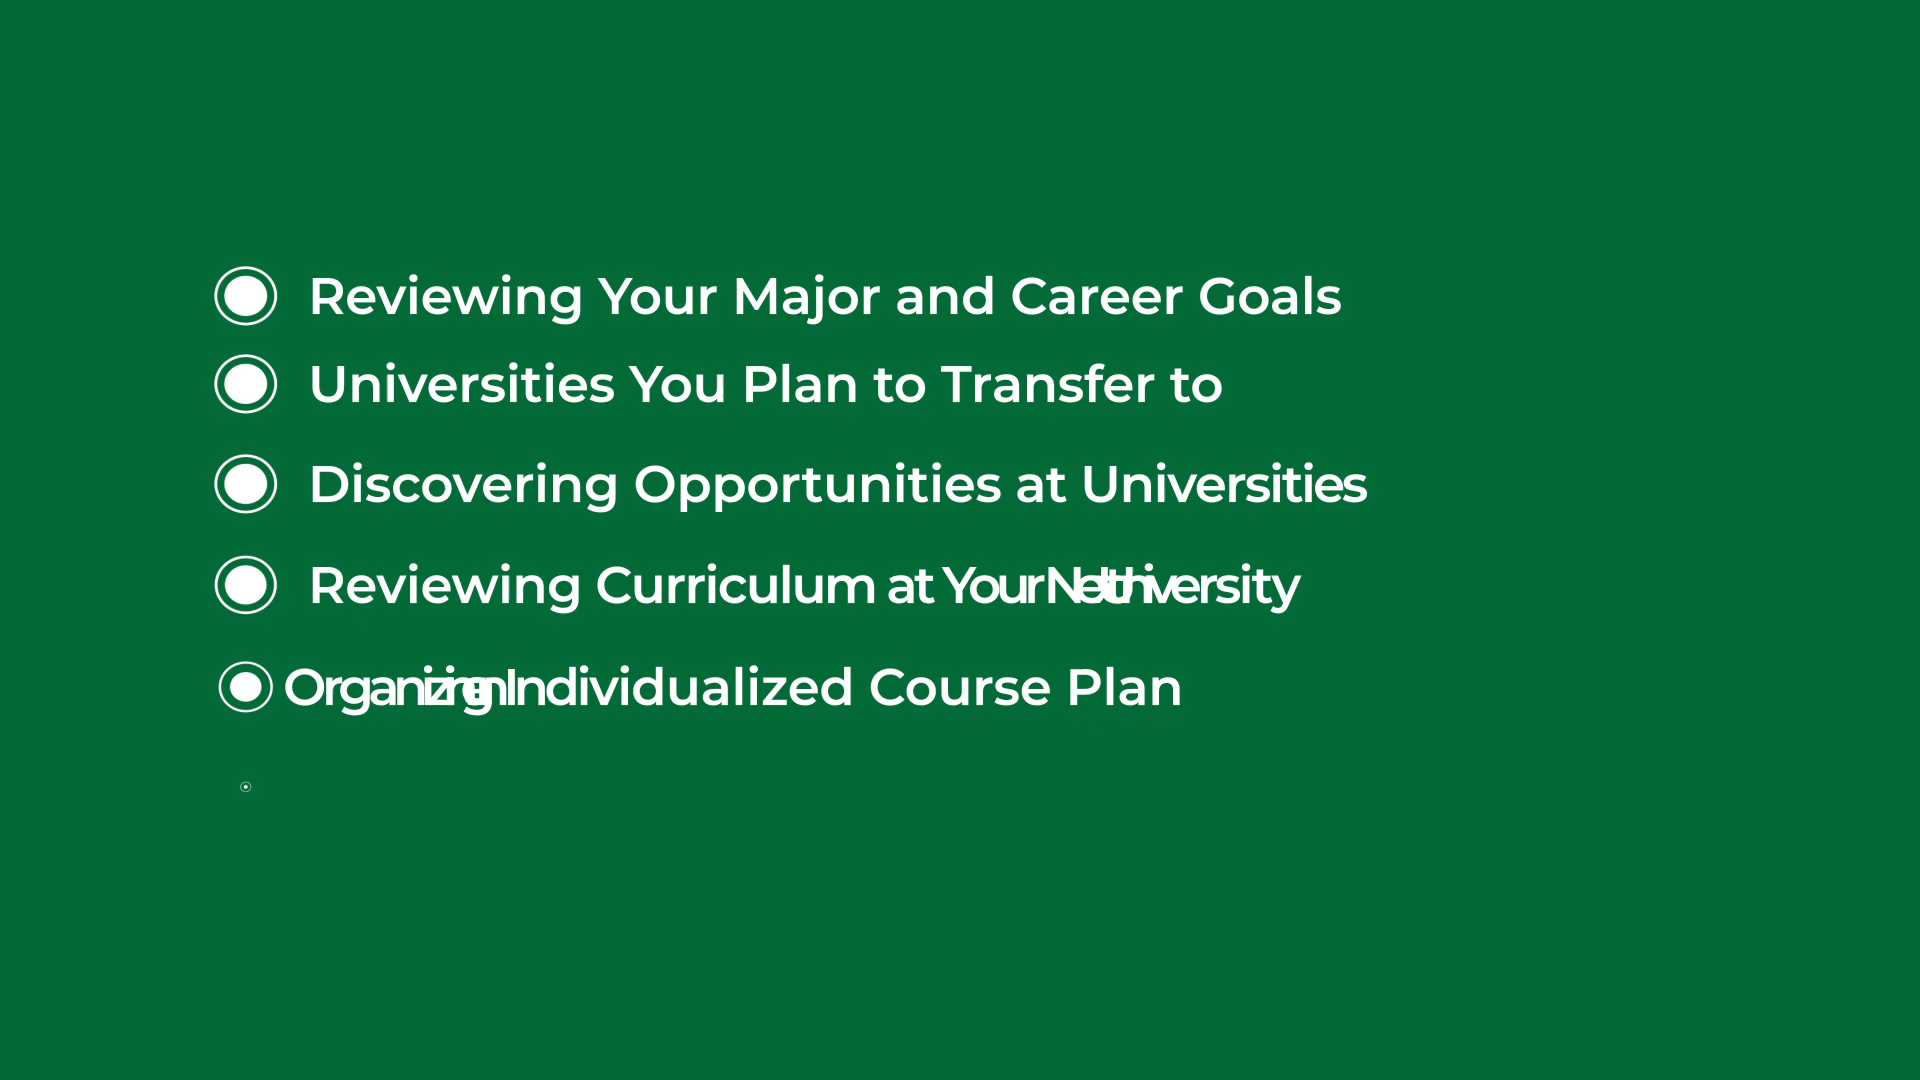 Reviewing Your Major and Career Goals
Universities You Plan to Transfer to
Discovering Opportunities at Universities
Reviewing Curriculum at Your University
Individualized Course Plan